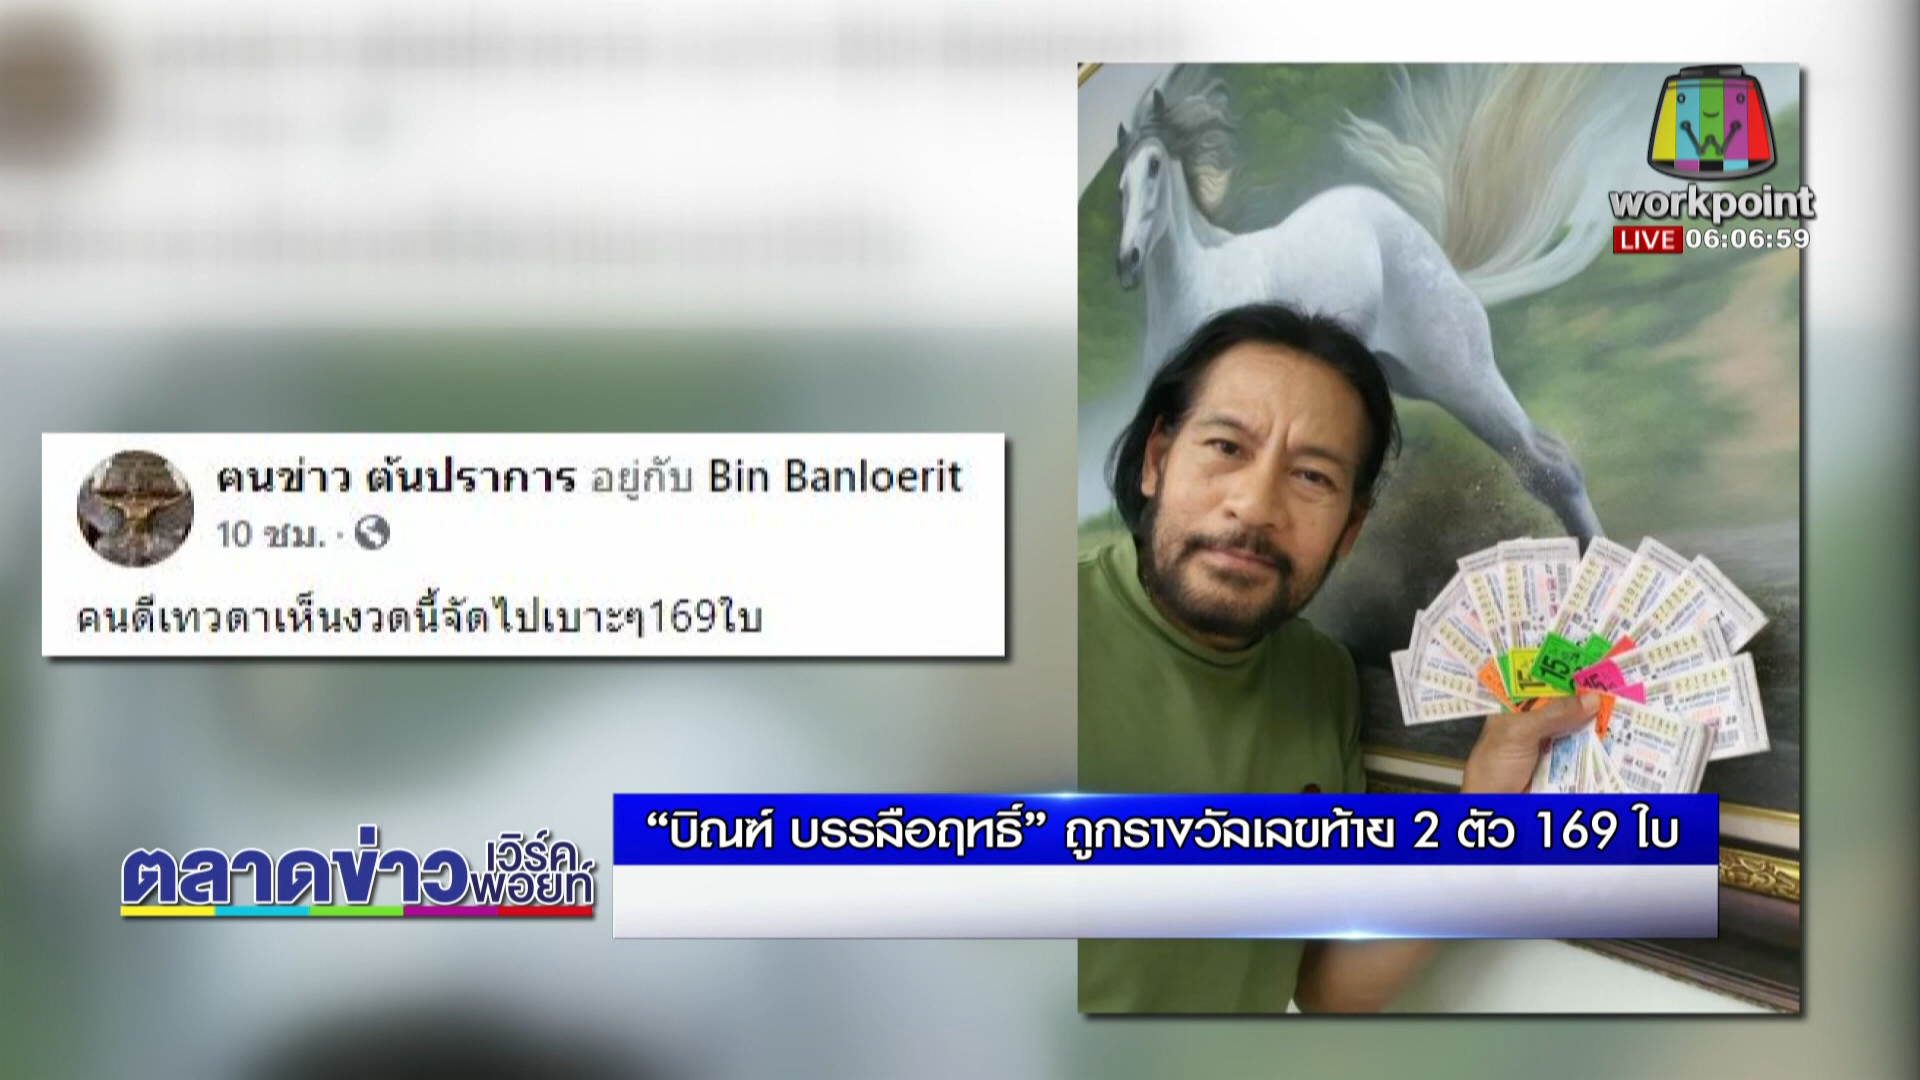 workpoint
LIVE 06:06:59
คนข่าว ต้นปราการ อยู่กับ Bin Banloerit
10 ชม.
คนดีเทวดาเห็นงวดนี้จัดไปเบาะๆ169ใบ
15
“บิณฑ์ บรรลือฤทธิ์” ถูกรางวัลเลขท้าย 2 ตัว 169 ใบ
ตลาดข่าว เวิร์คพอยท์